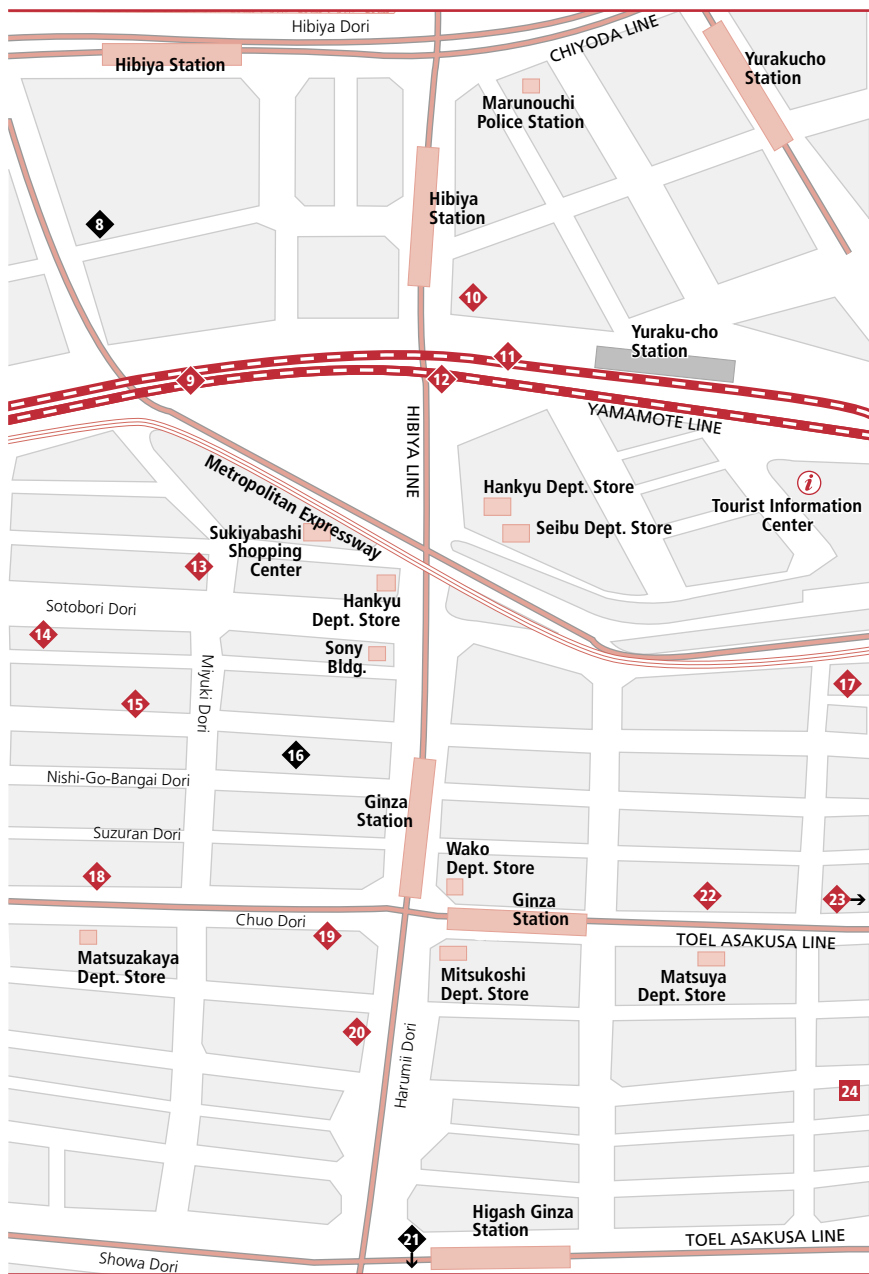 Hibiya Dori
CHIYODA LINE
Hibiya Station
Yurakucho
Station
Marunouchi
Police Station
Hibiya
Station
8
10
Yuraku-cho
Station
11
9
12
YAMAMOTE LINE
HIBIYA LINE
Metropolitan Expressway
Hankyu Dept. Store
Seibu Dept. Store
i
Tourist Information
Center
Sukiyabashi
Shopping
Center
13
Hankyu
Dept. Store
Sotobori Dori
14
Sony
Bldg.
Miyuki Dori
15
17
16
Nishi-Go-Bangai Dori
Ginza
Station
Suzuran Dori
Wako
Dept. Store
18
22
23
Ginza
Station
Chuo Dori
19
TOEL ASAKUSA LINE
Matsuzakaya
Dept. Store
Mitsukoshi
Dept. Store
Matsuya
Dept. Store
20
Harumii Dori
24
Higash Ginza
Station
21
TOEL ASAKUSA LINE
Showa Dori